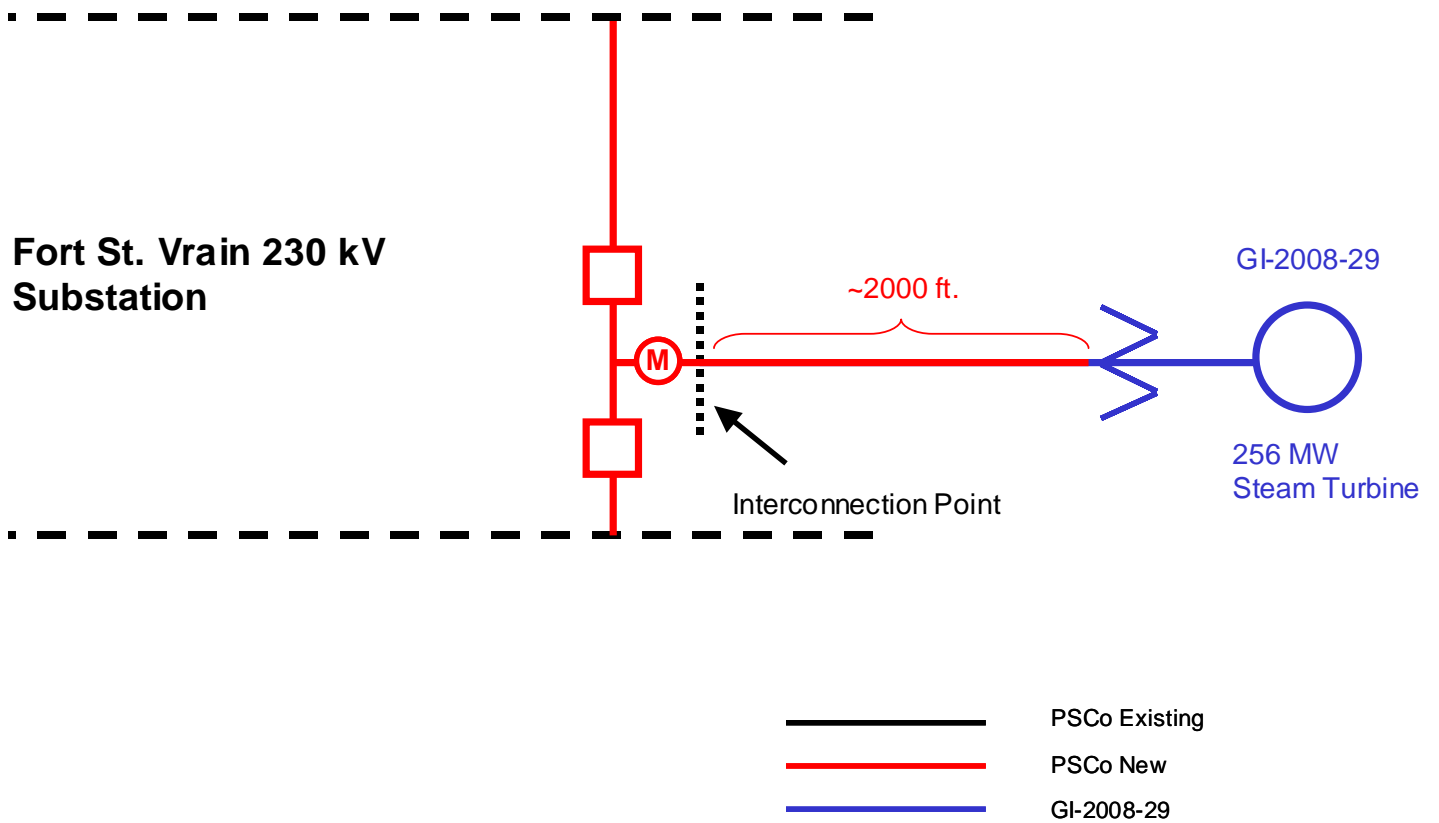 Fort St. Vrain 230 kV
Substation
~2000 ft.
M
Interconnection Point
GI-2008-29
256 MW
Steam Turbine
PSCo Existing
PSCo New
GI-2008-29